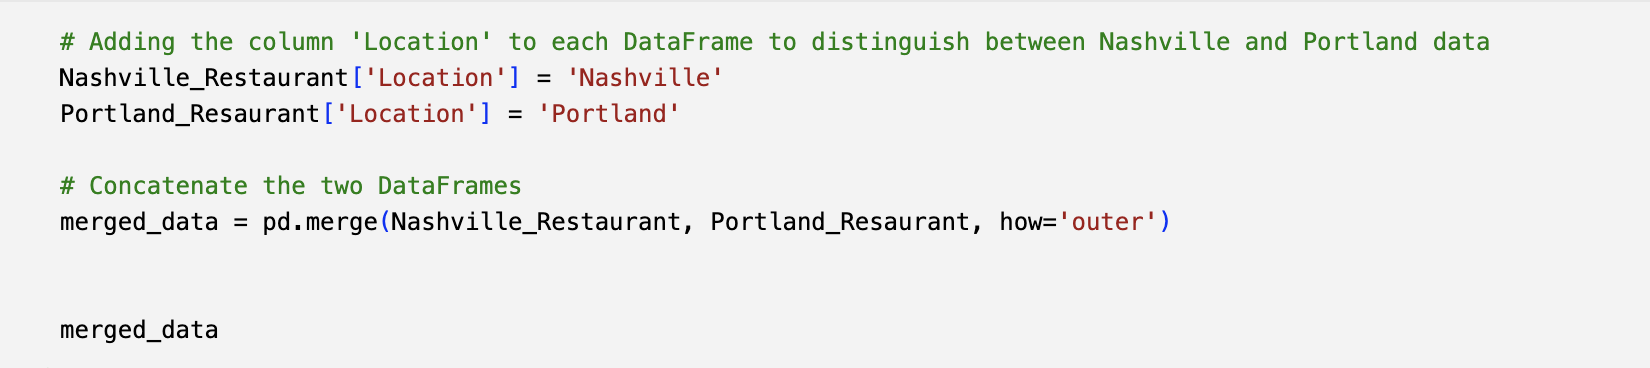 # Adding the column 'Location' to each DataFrame to distinguish between Nashville and Portland data
Nashville_Restaurant['Location'] = 'Nashville'
Portland_Resaurant['Location'] = 'Portland'
# Concatenate the two DataFrames
merged_data = pd.merge(Nashville_Restaurant, Portland_Resaurant, how='outer')
merged_data